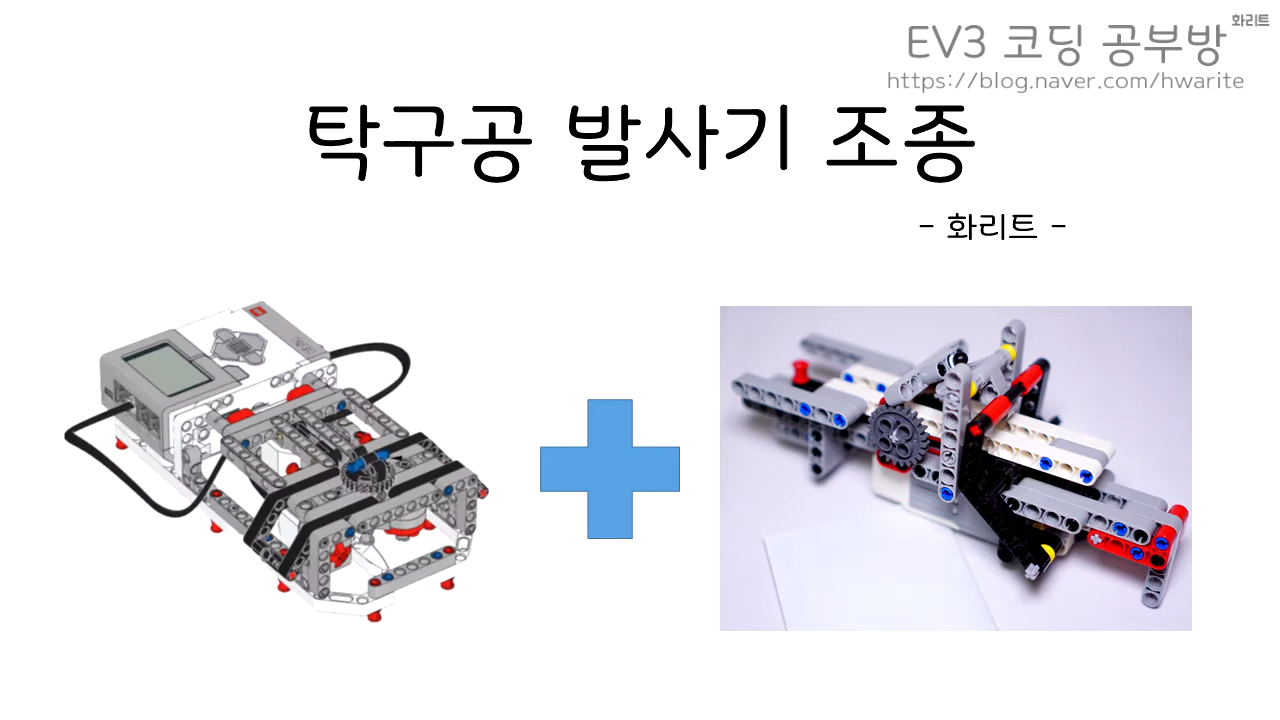 화리트
EV3 코딩 공부방
https://blog.naver.com/hwarite
탁구공 발사기 조종
- 화리트 -